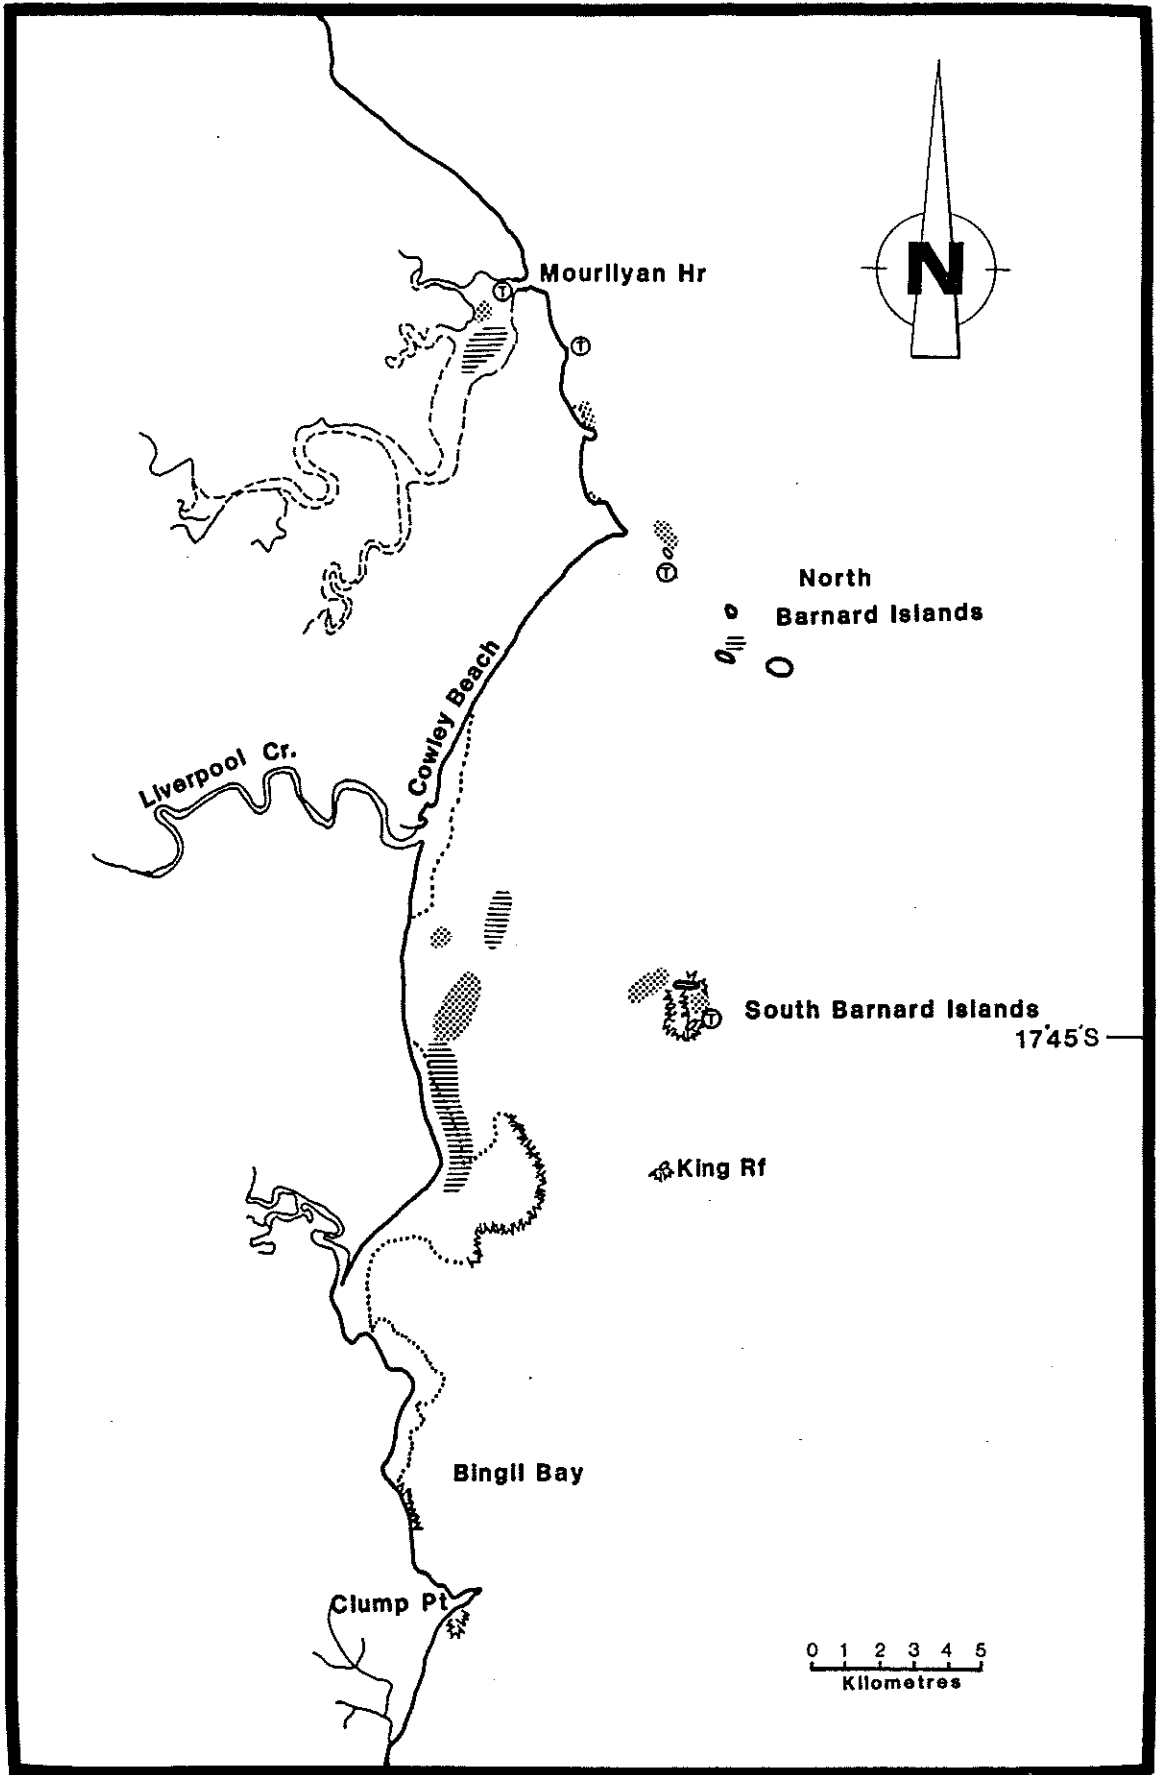 Mourilyan Hr
N
T
T
T
North
Barnard Islands
Cowley Beach
Liverpool Cr.
South Barnard Islands
T
17°45'S
King Rf
Bingil Bay
Clump Pt
0 1 2 3 4 5
Kilometres